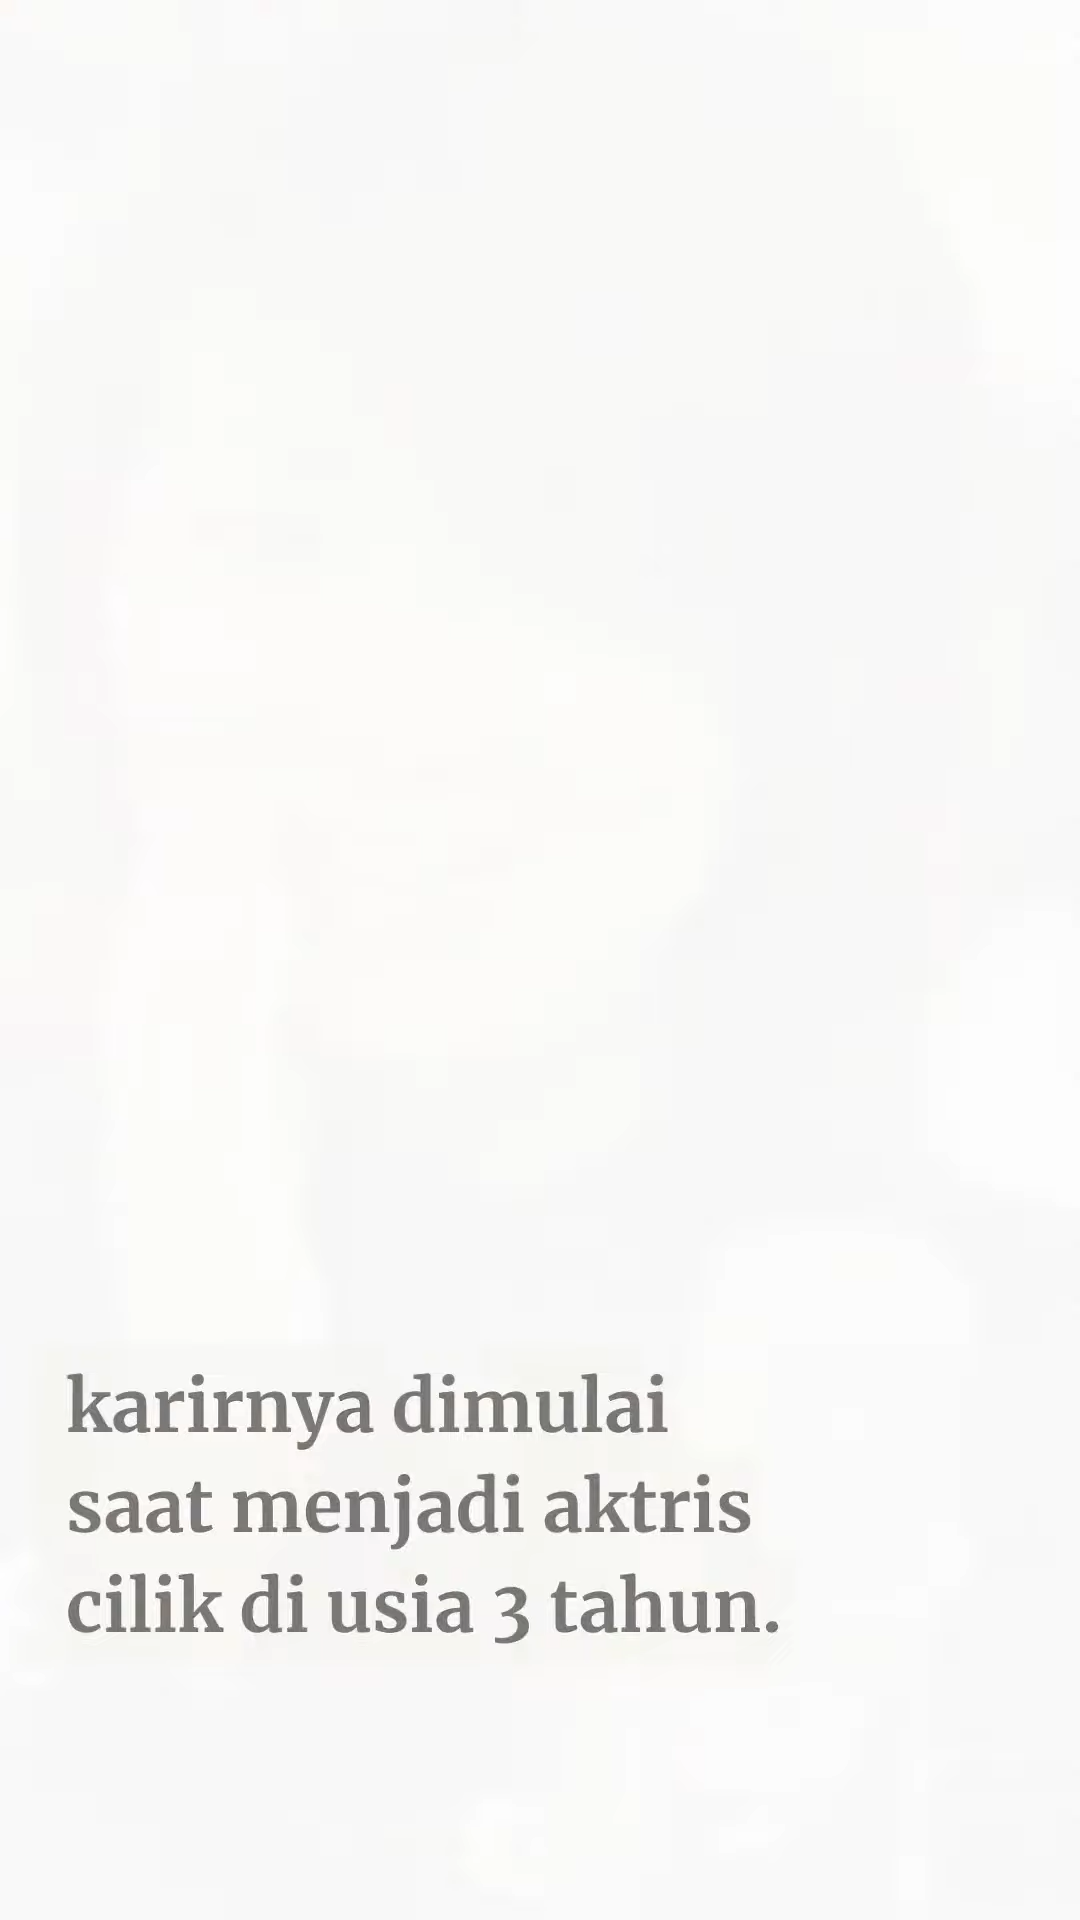 karirnya dimulai
saat menjadi aktris
cilik di usia 3 tahun.